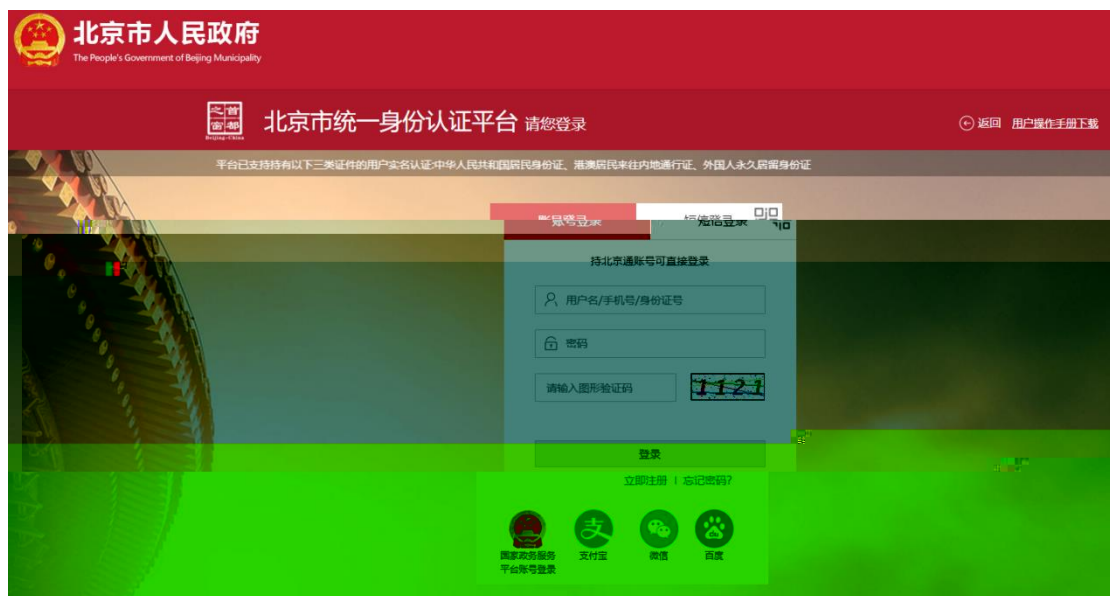 北京市人民政府
The People's Government of Beijing Municipality
首都之窗
Beijing-China
北京市统一身份认证平台 请您登录
返回 用户操作手册下载
平台已支持持有以下三类证件的用户实名认证:中华人民共和国居民身份证、港澳居民来往内地通行证、外国人永久居留身份证
账号登录 短信登录
持北京通账号可直接登录
用户名/手机号/身份证号
密码
请输入图形验证码 1121
登录
立即注册 | 忘记密码?
国家政务服务
平台账号登录
支付宝
微信
百度